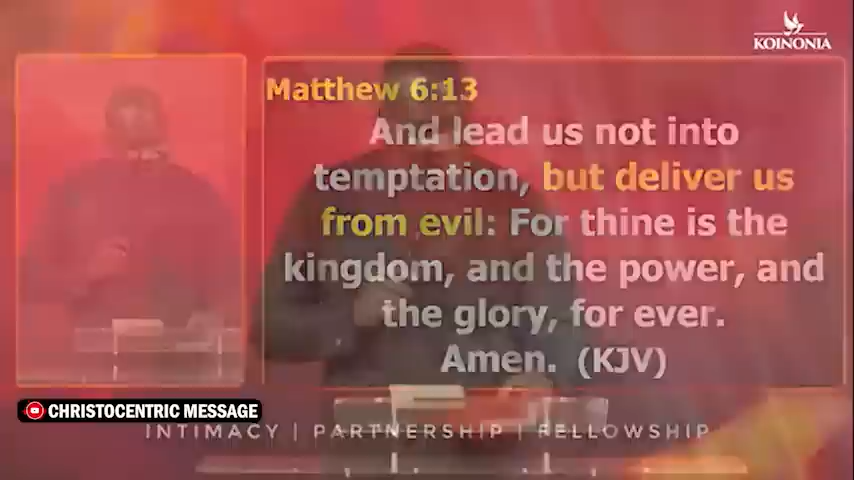 KOINONIA
Matthew 6:13
And lead us not into
temptation, but deliver us
from evil: For thine is the
kingdom, and the power, and
the glory, for ever.
Amen. (KJV)
CHRISTOCENTRIC MESSAGE
INTIMACY | PARTNERSHIP | FELLOWSHIP